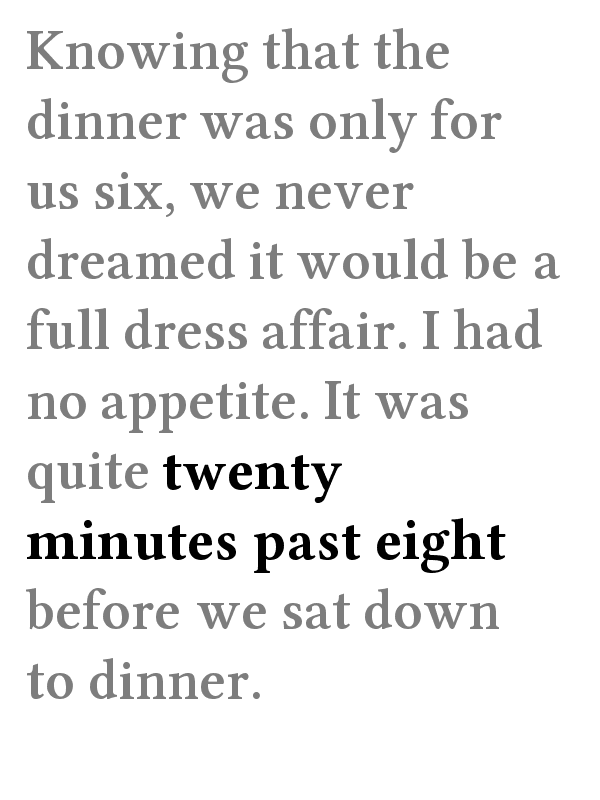 Knowing that the
dinner was only for
us six, we never
dreamed it would be a
full dress affair. I had
no appetite. It was
quite twenty
minutes past eight
before we sat down
to dinner.